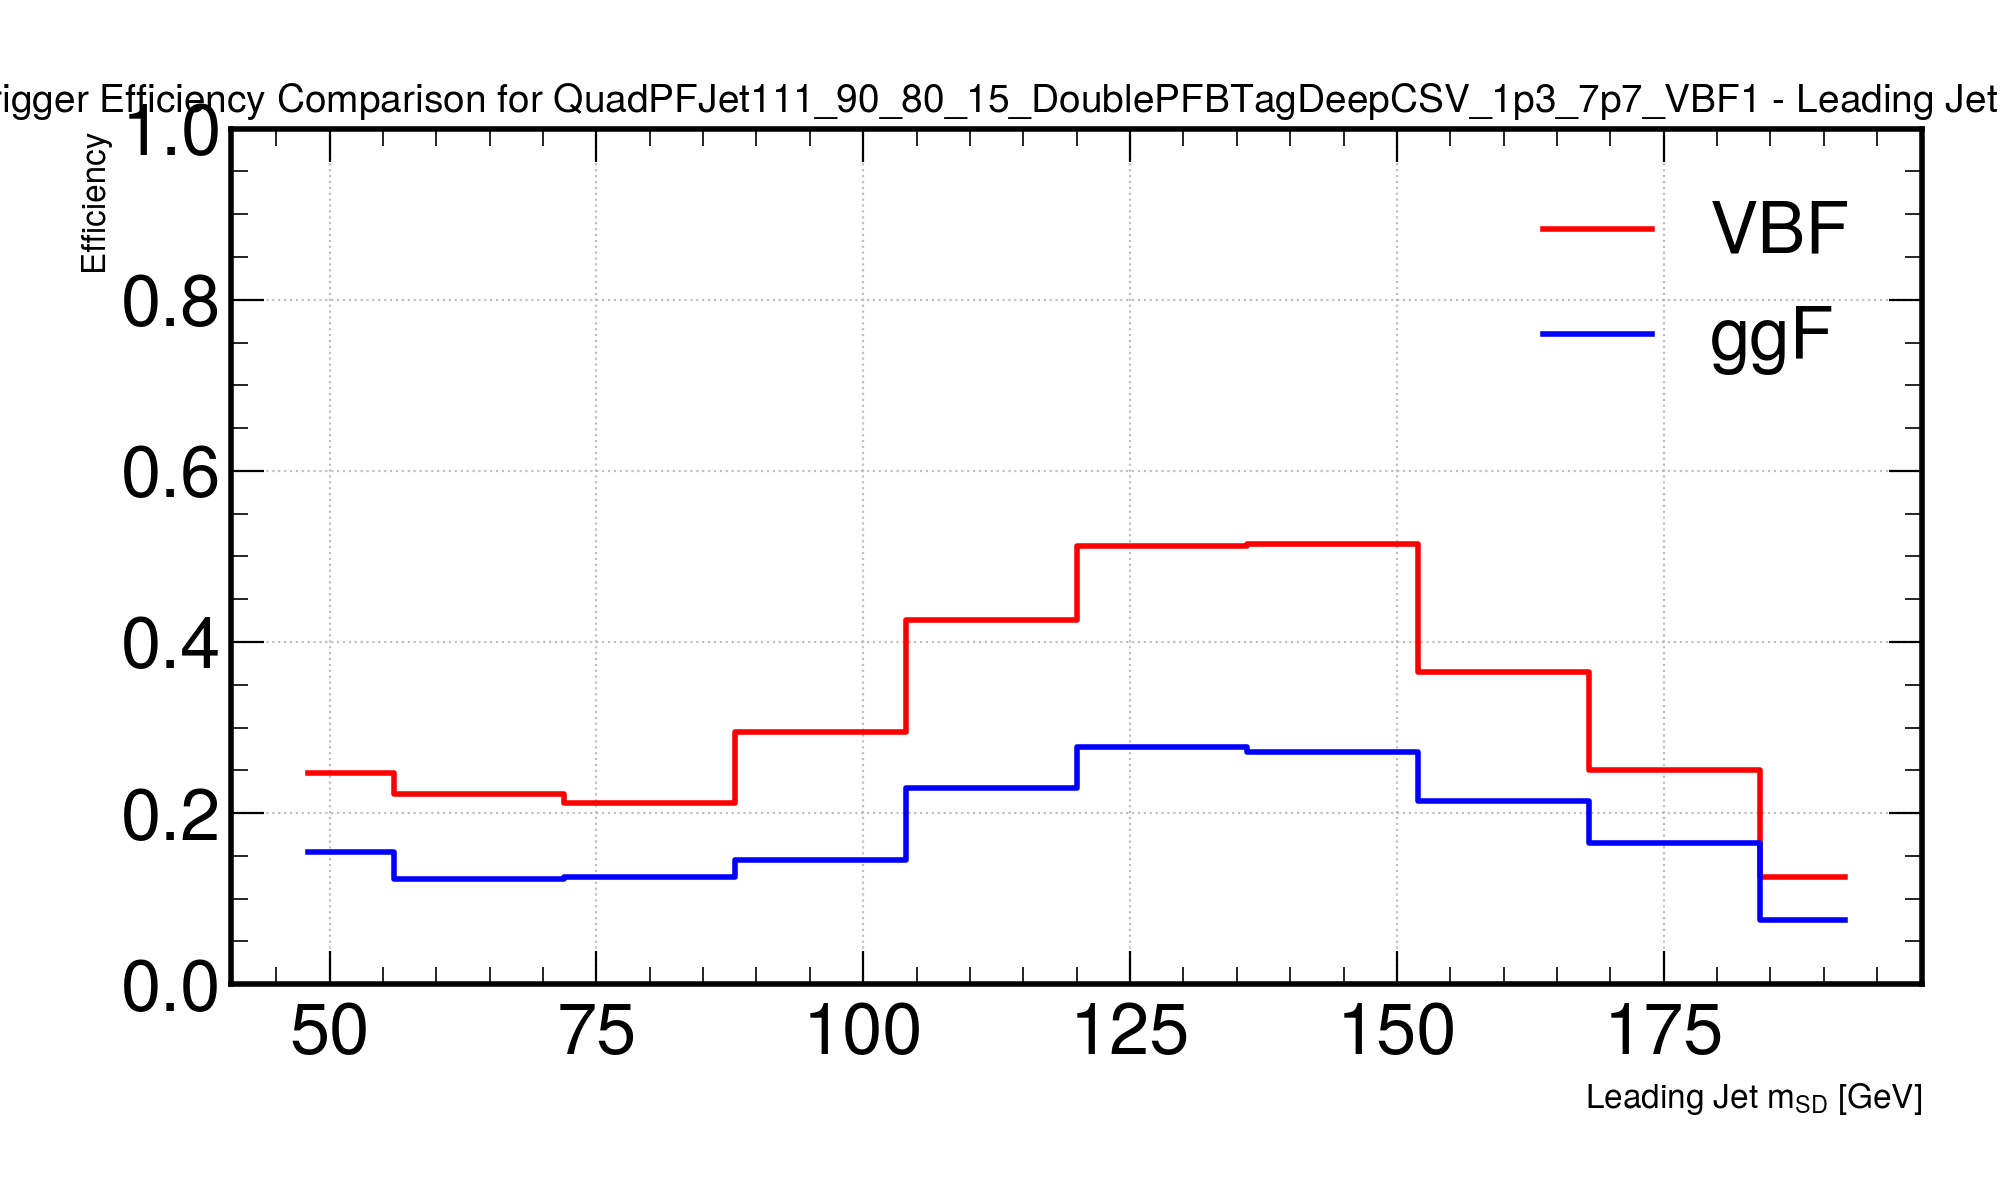 rigger Efficiency Comparison for QuadPFJet111_90_80_15_DoublePFBTagDeepCSV_1p3_7p7_VBF1 - Leading Jet
Efficiency
1.0
0.8
0.6
0.4
0.2
0.0
VBF
ggF
50 75 100 125 150 175
Leading Jet mSD [GeV]